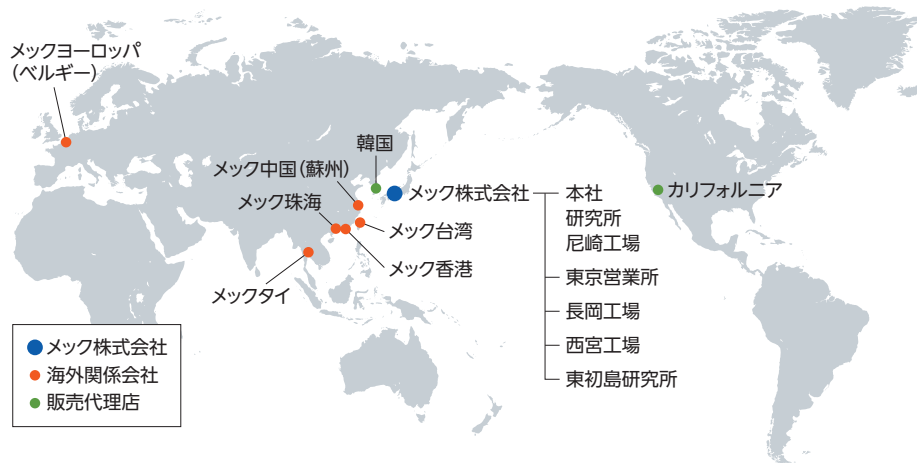 メックヨーロッパ
(ベルギー)
韓国
メック中国(蘇州)
メック珠海
メック株式会社
メック台湾
メック香港
メックタイ
本社
研究所
尼崎工場
東京営業所
長岡工場
西宮工場
東初島研究所
カリフォルニア
メック株式会社
海外関係会社
販売代理店